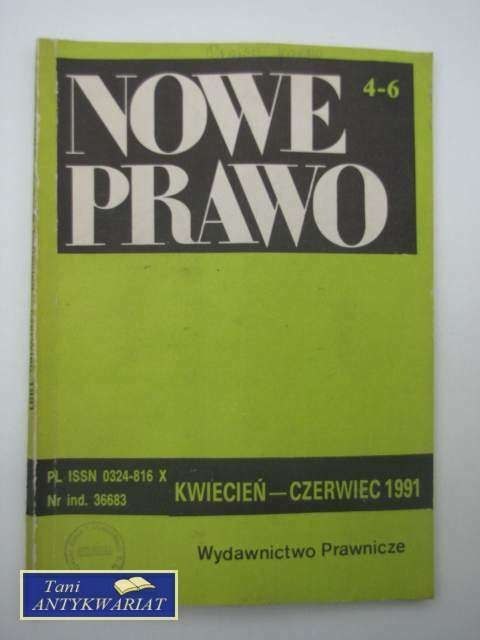 NOWE
PRAWO
4-6
PL ISSN 0324-816 X
Nr ind. 36683
KWIECIEŃ — CZERWIEC 1991
Wydawnictwo Prawnicze
Tani
ANTYKWARIAT